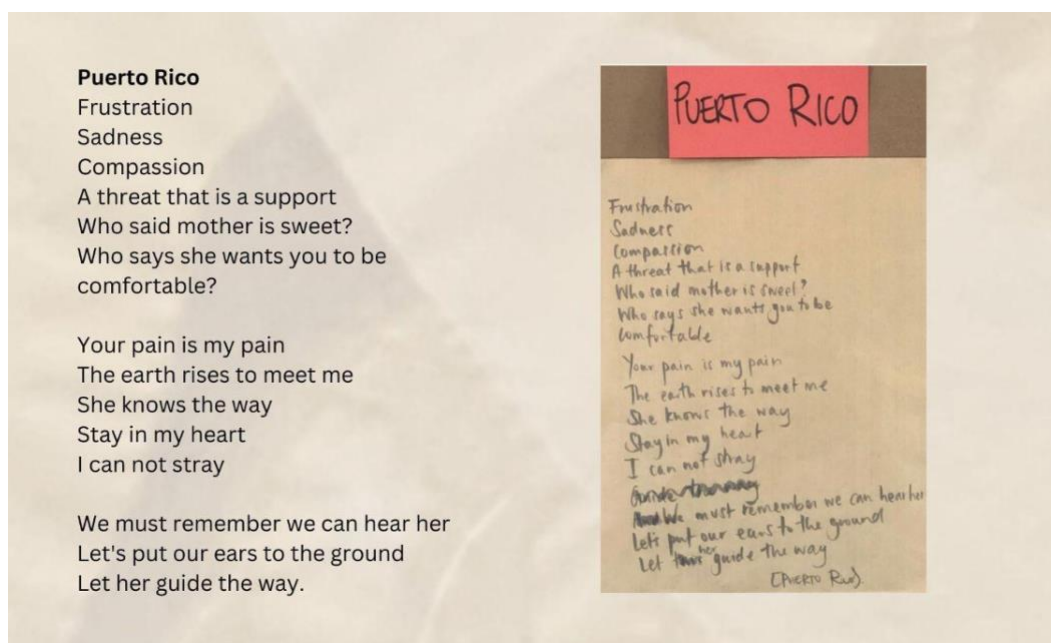 Puerto Rico
Frustration
Sadness
Compassion
A threat that is a support
Who said mother is sweet?
Who says she wants you to be
comfortable?
Your pain is my pain
The earth rises to meet me
She knows the way
Stay in my heart
I can not stray
We must remember we can hear her
Let's put our ears to the ground
Let her guide the way.
PUERTO RICO
Frustration
Sadness
Compassion
A threat that is a support
Who said mother is sweet?
Who says she wants you to be
comfortable
Your pain is my pain
The earth rises to meet me
She knows the way
Stay in my heart
I can not stray
We must remember we can hear her
Let's put our ears to the ground
Let her guide the way
(PUERTO RICO).